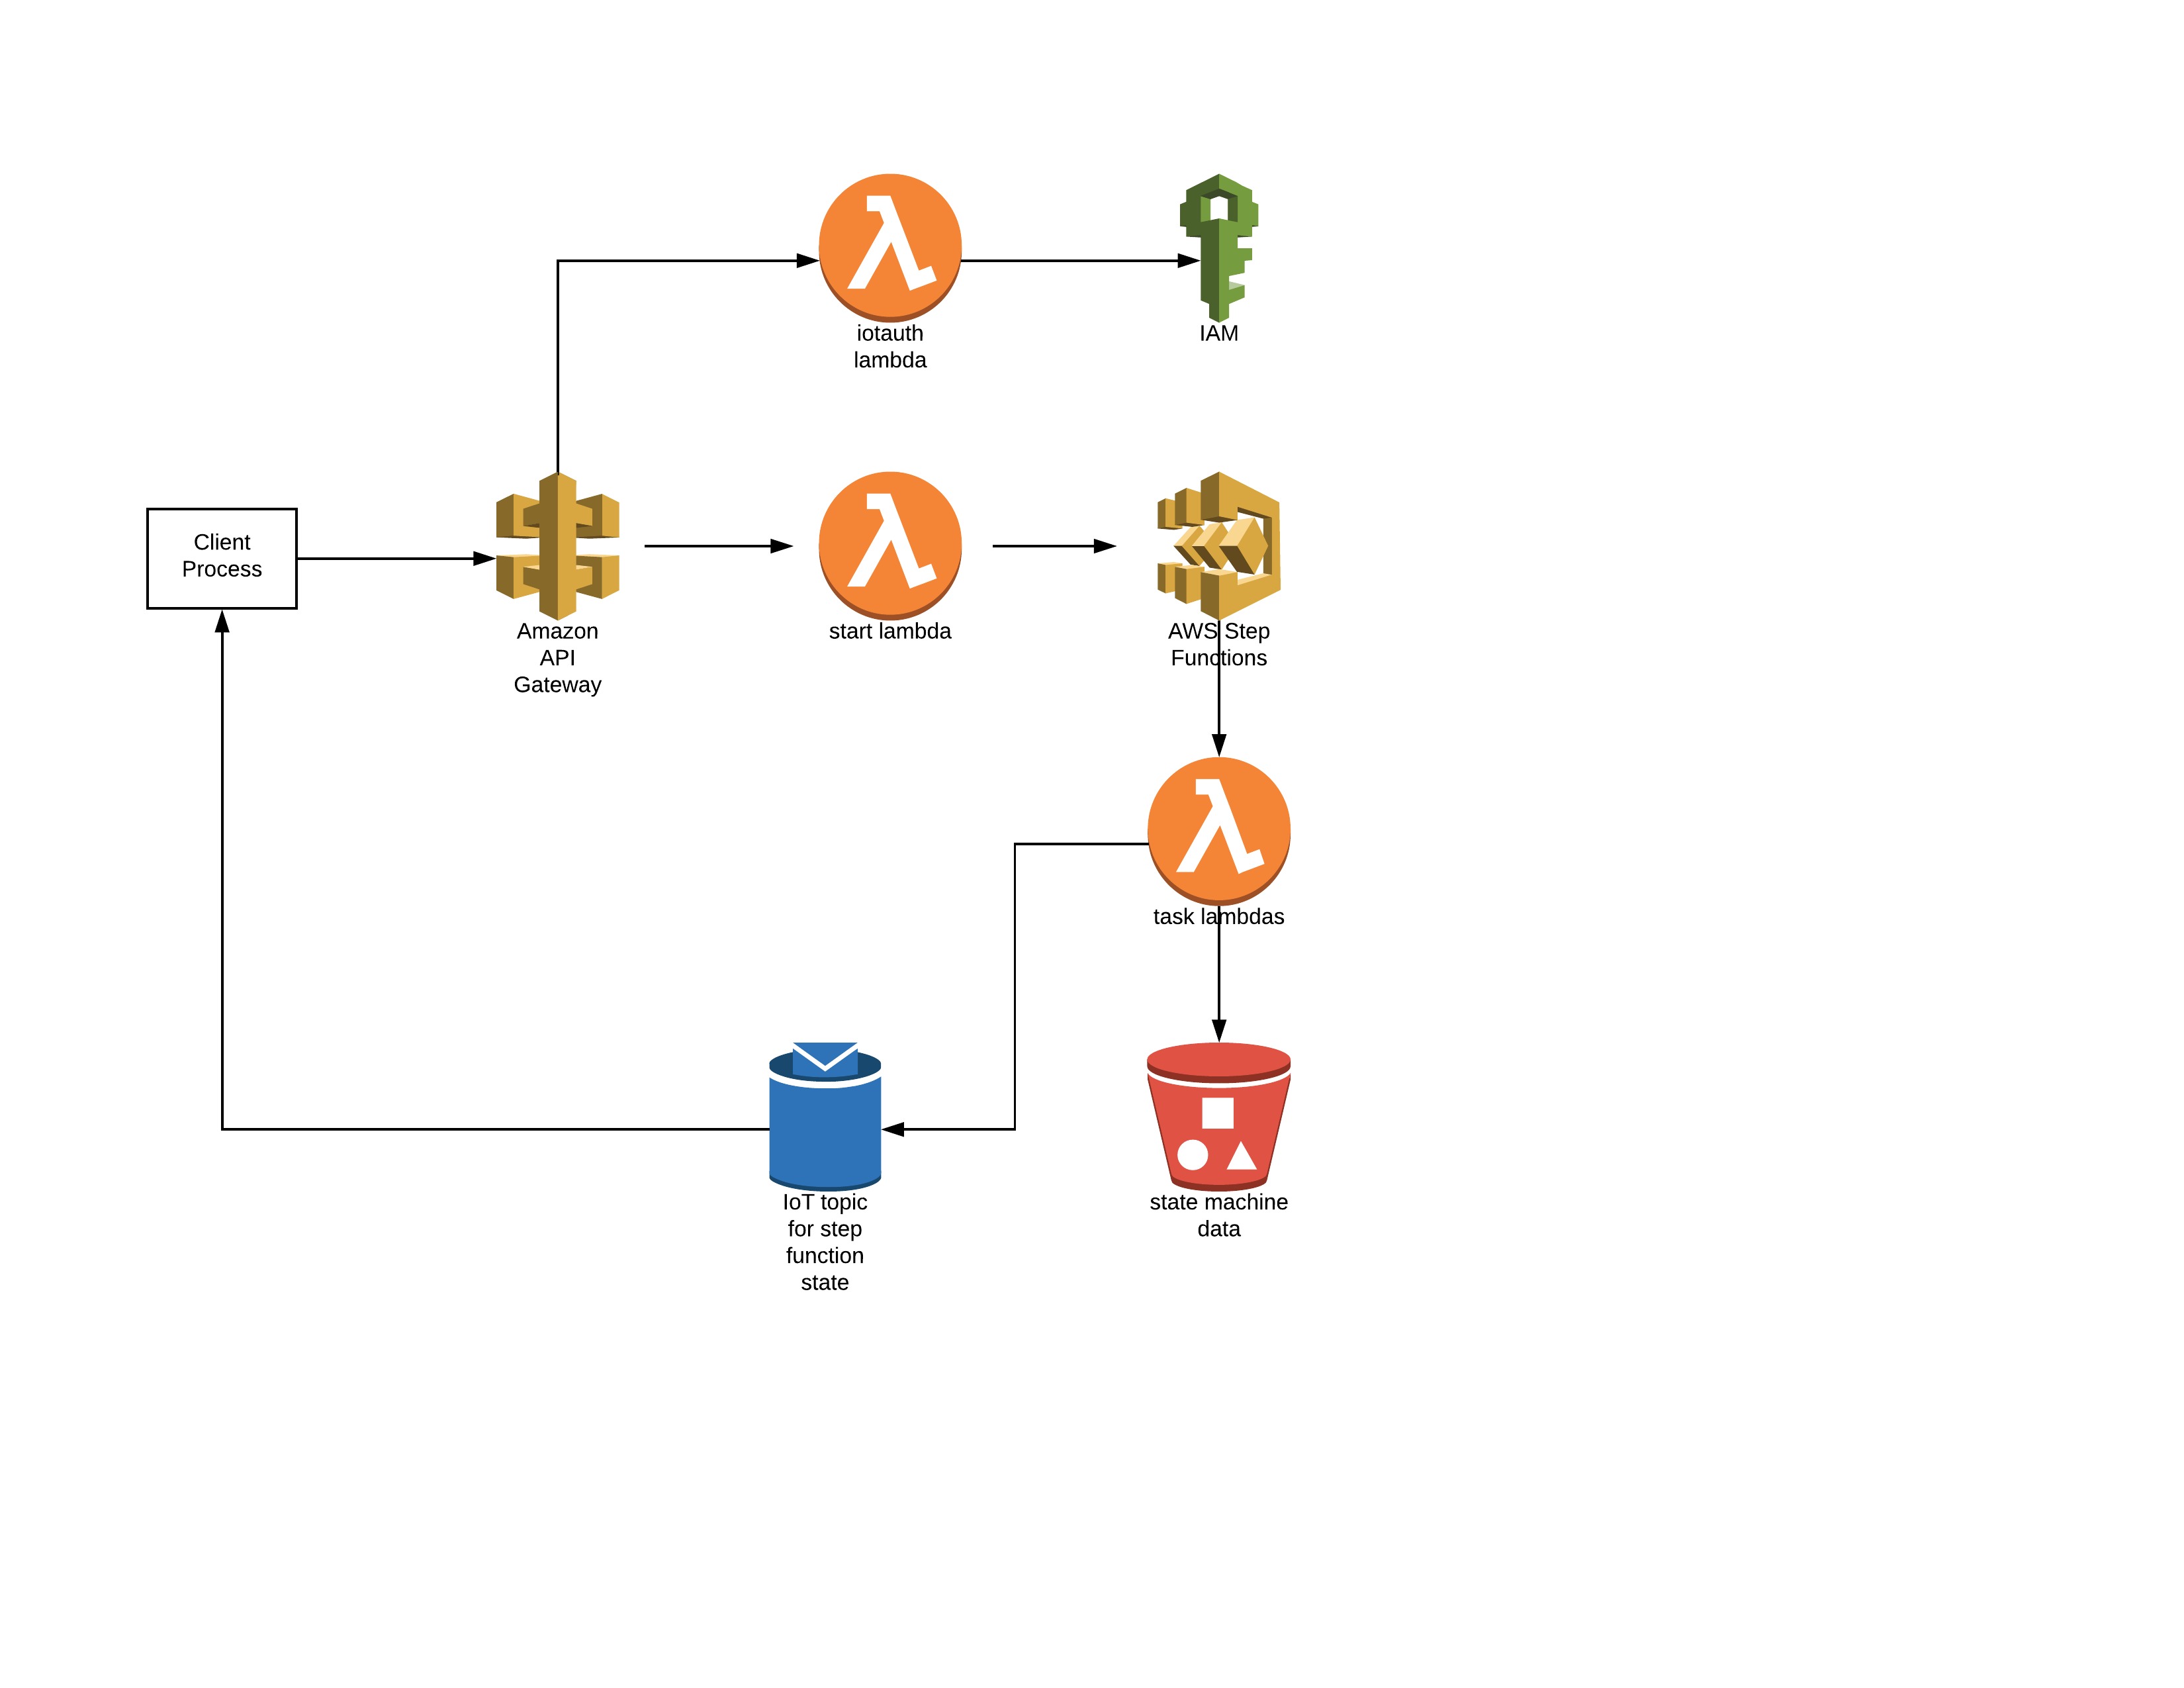 iotauth
lambda
IAM
Client
Process
Amazon
API
Gateway
start lambda
AWS Step
Functions
task lambdas
IoT topic
for step
function
state
state machine
data